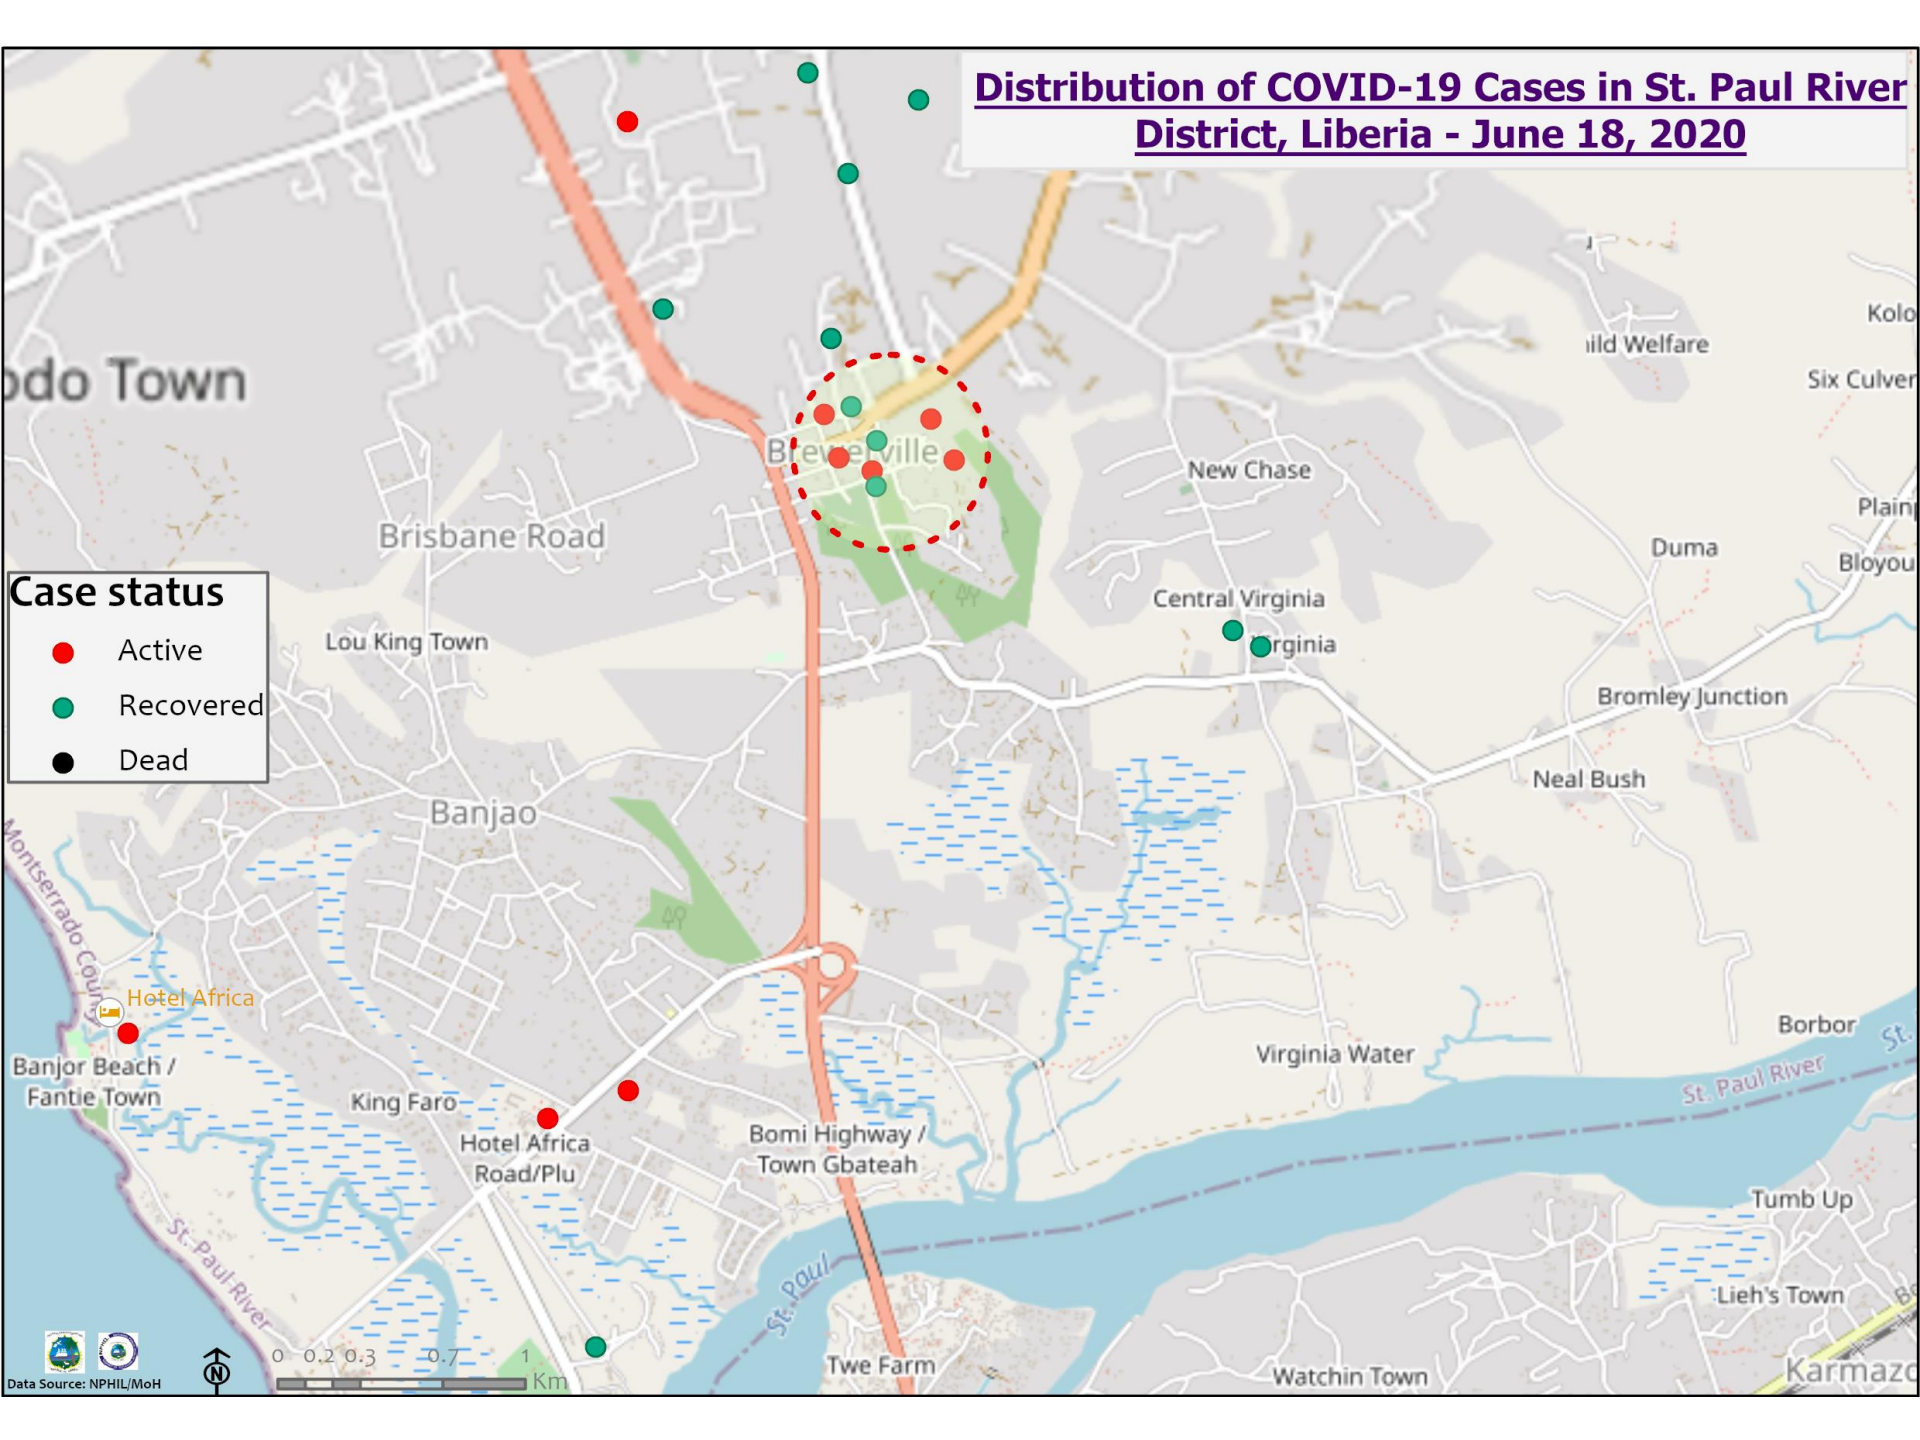 Distribution of COVID-19 Cases in St. Paul River
District, Liberia - June 18, 2020
Kolo
ild Welfare
odo Town
Six Culver
Brewerville
New Chase
Plain
Brisbane Road
Duma
Bloyou
Case status
Active
Recovered
Dead
Central Virginia
Lou King Town
rginia
Bromley Junction
Neal Bush
Banjao
Montserrado County
Hotel Africa
Borbor
St.
Banjor Beach /
Fantie Town
Virginia Water
St. Paul River
King Faro
Hotel Africa
Road/Plu
Bomi Highway /
Town Gbateah
Tumb Up
St. Paul River
St. Paul
Lieh's Town
Bo
0 0.2 0.3 0.7 1
Km
N
Data Source: NPHIL/MoH
Twe Farm
Watchin Town
Karmazo